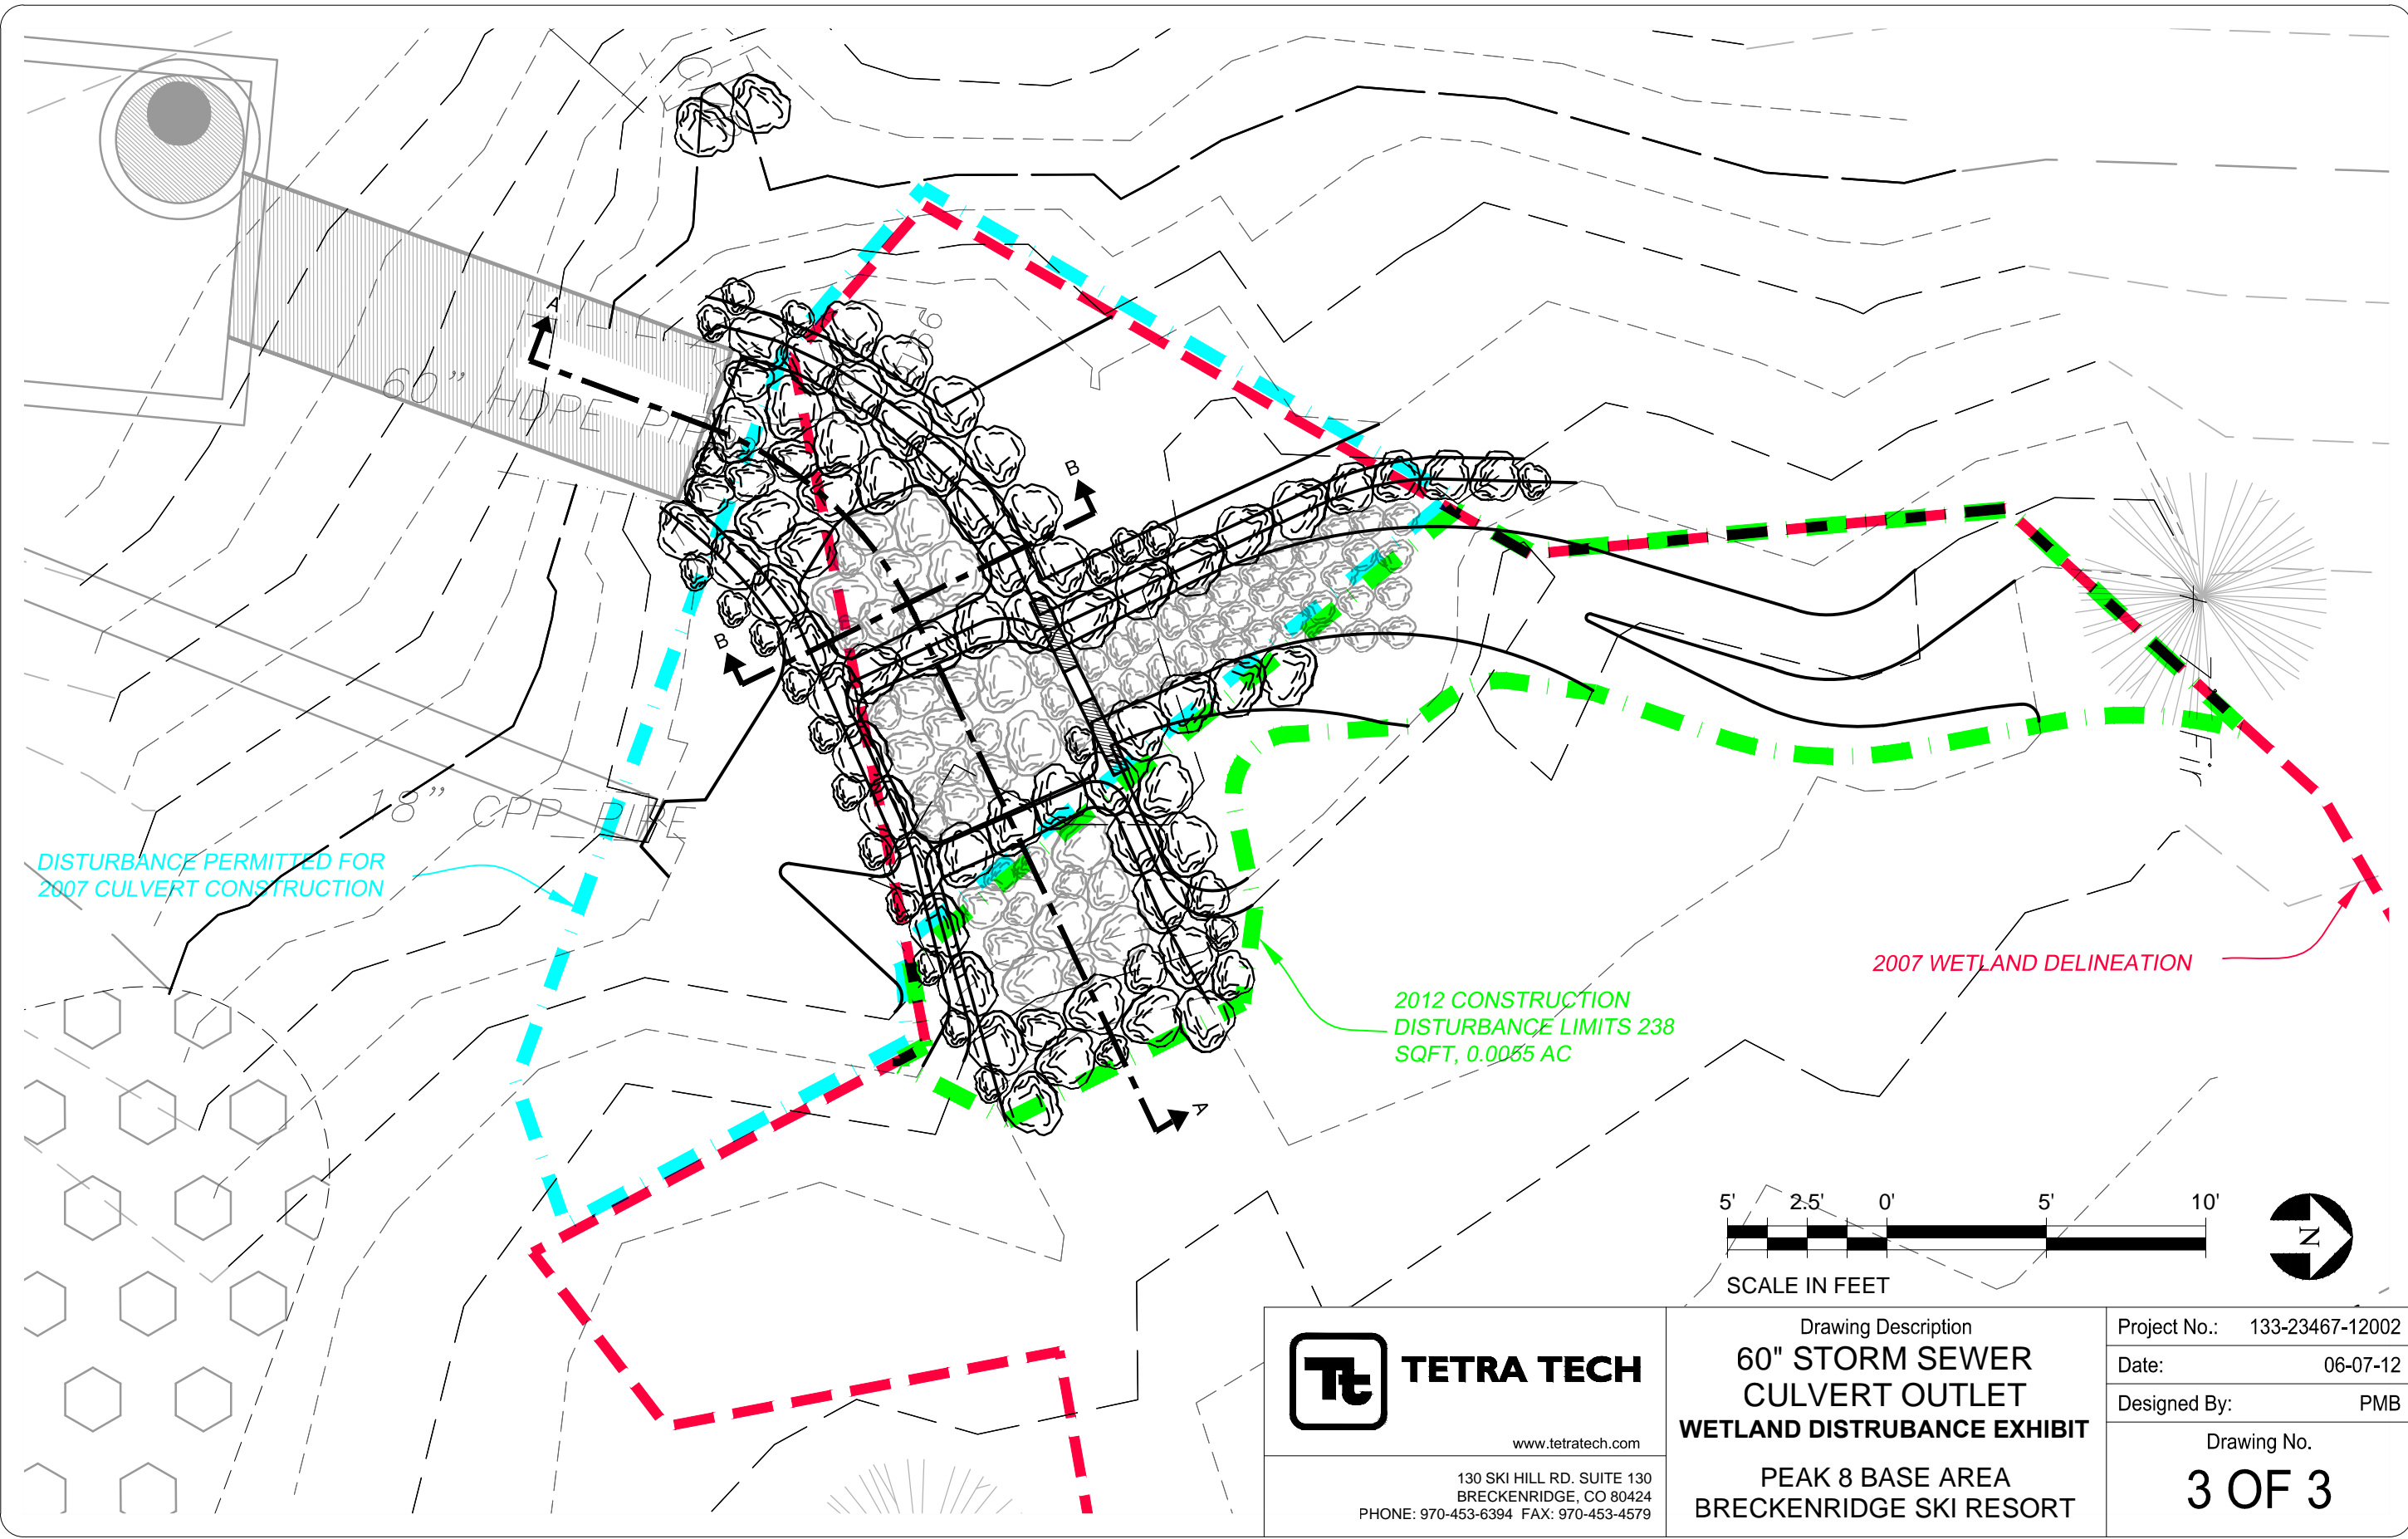 A
60" HDPE PIPE
B
B
18" CPP PIPE
DISTURBANCE PERMITTED FOR
2007 CULVERT CONSTRUCTION
2007 WETLAND DELINEATION
2012 CONSTRUCTION
DISTURBANCE LIMITS 238
SQFT, 0.0055 AC
A
5' 2.5' 0' 5' 10'
SCALE IN FEET
N
Tt
TETRA TECH
www.tetratech.com
130 SKI HILL RD. SUITE 130
BRECKENRIDGE, CO 80424
PHONE: 970-453-6394 FAX: 970-453-4579
Drawing Description
60" STORM SEWER
CULVERT OUTLET
WETLAND DISTRUBANCE EXHIBIT
PEAK 8 BASE AREA
BRECKENRIDGE SKI RESORT
Project No.: 133-23467-12002
Date: 06-07-12
Designed By: PMB
Drawing No.
3 OF 3